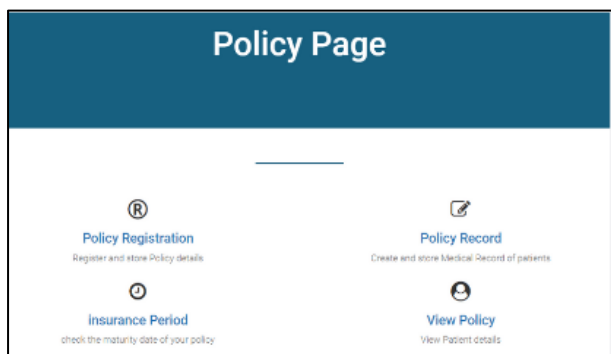 Policy Page
®
Policy Registration
Register and store Policy details
Policy Record
Create and store Medical Record of patients
insurance Period
check the maturity date of your policy
View Policy
View Patient details